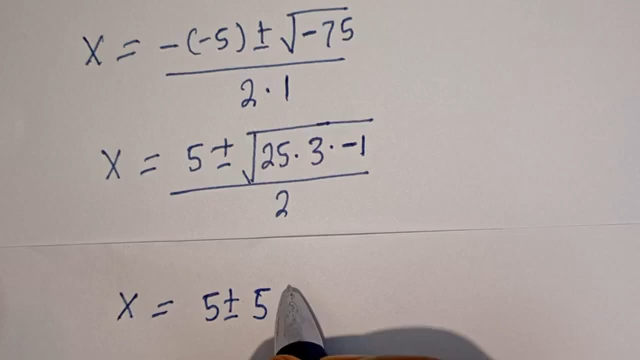 x = -(-5) ± √-75 / 2 · 1
x = 5 ± √25 · 3 · -1 / 2
x = 5 ± 5